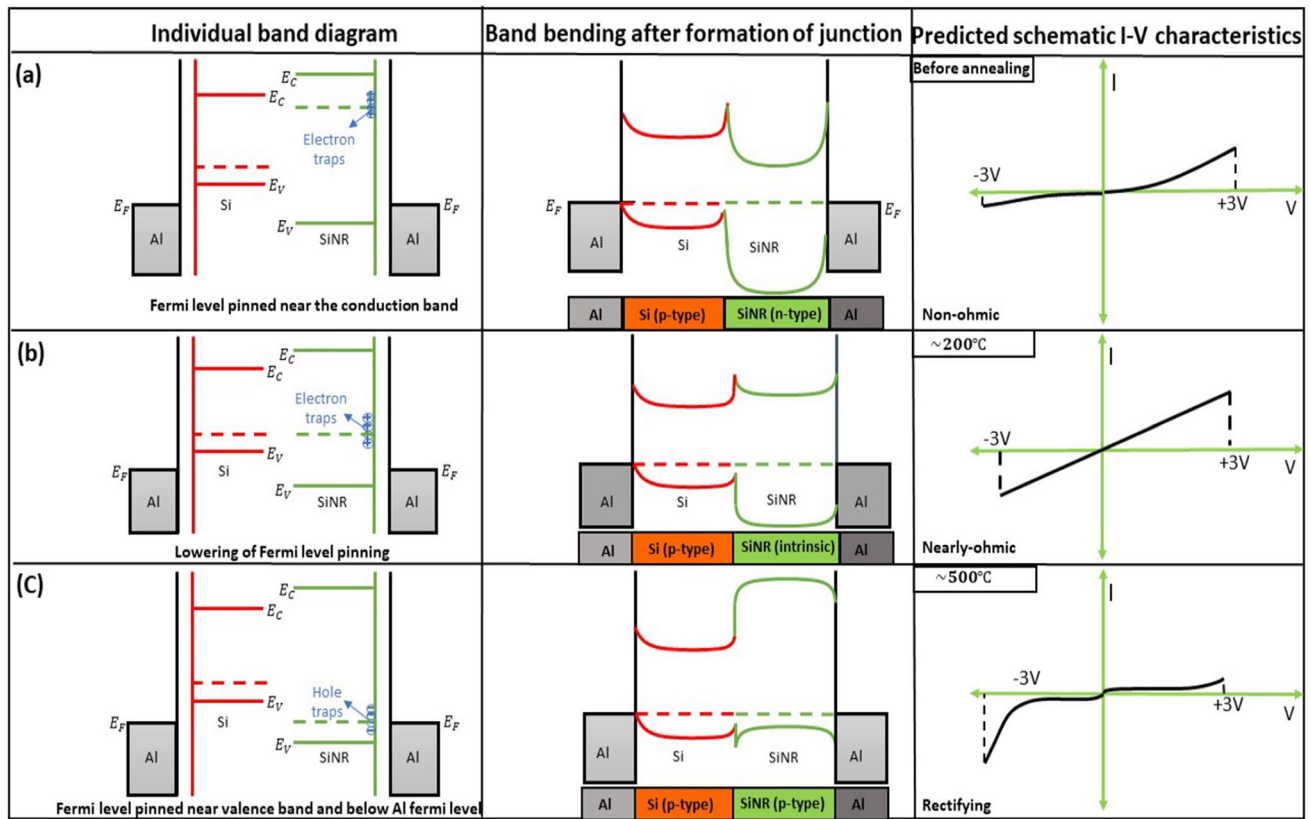 Individual band diagram
Band bending after formation of junction
Predicted schematic I-V characteristics
(a)
E_C
E_C
Electron
traps
E_V
E_F
Si
E_V
SiNR
E_F
Al
Al
Fermi level pinned near the conduction band
E_F
E_F
Al
Si
SiNR
Al
Al
Si (p-type)
SiNR (n-type)
Al
Before annealing
I
-3V
+3V
V
Non-ohmic
(b)
E_C
E_C
Electron
traps
E_V
E_F
Si
E_V
SiNR
E_F
Al
Al
Lowering of Fermi level pinning
Al
Si
SiNR
Al
Al
Si (p-type)
SiNR (intrinsic)
Al
~200°C
I
-3V
+3V
V
Nearly-ohmic
(C)
E_C
E_C
Hole
traps
E_V
E_F
Si
E_V
SiNR
E_F
Al
Al
Fermi level pinned near valence band and below Al fermi level
Al
Si
SiNR
Al
Al
Si (p-type)
SiNR (p-type)
Al
~500°C
I
-3V
+3V
V
Rectifying